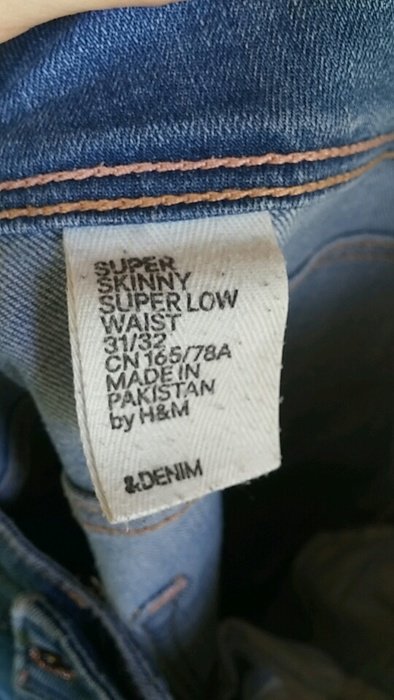 SUPER
SKINNY
SUPER LOW
WAIST
31/32
CN 165/78A
MADE IN
PAKISTAN
by H&M
&DENIM